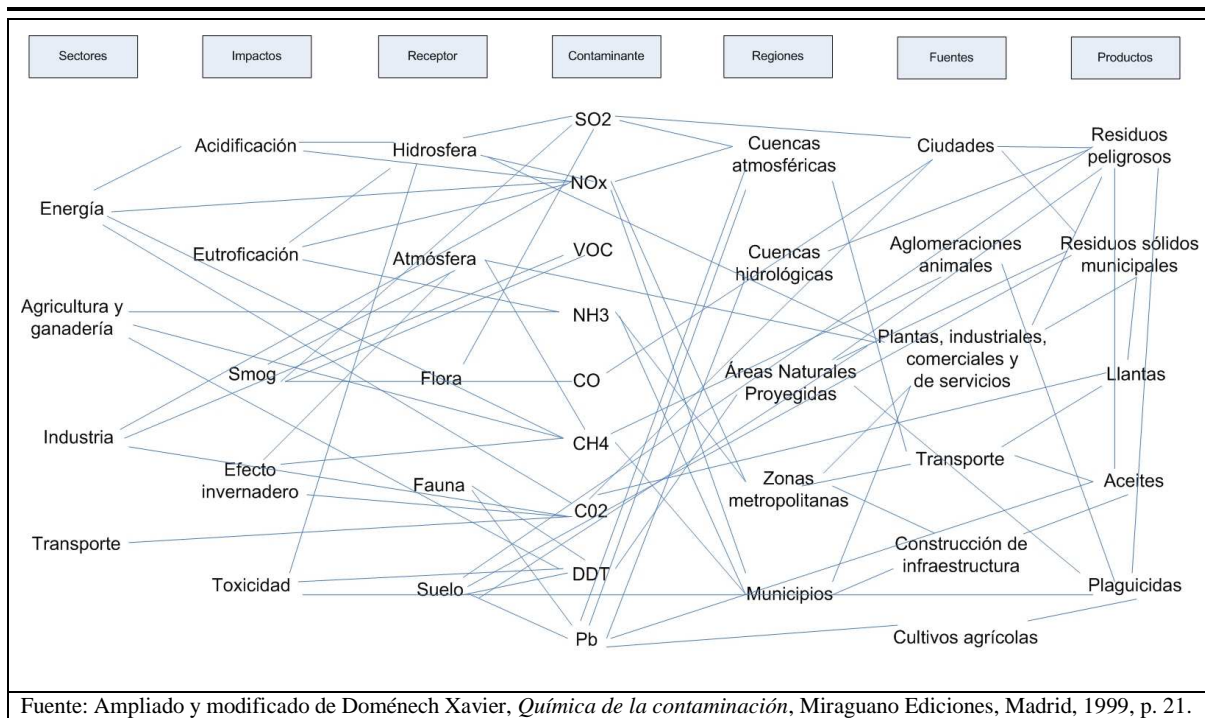 Sectores
Impactos
Receptor
Contaminante
Regiones
Fuentes
Productos
Energía
Agricultura y
ganadería
Industria
Transporte
Acidificación
Eutroficación
Smog
Efecto
invernadero
Toxicidad
Hidrosfera
Atmósfera
Flora
Fauna
Suelo
SO2
NOx
VOC
NH3
CO
CH4
C02
DDT
Pb
Cuencas
atmosféricas
Cuencas
hidrológicas
Áreas Naturales
Proyegidas
Zonas
metropolitanas
Municipios
Ciudades
Aglomeraciones
animales
Plantas, industriales,
comerciales y
de servicios
Transporte
Construcción de
infraestructura
Cultivos agrícolas
Residuos
peligrosos
Residuos sólidos
municipales
Llantas
Aceites
Plaguicidas
Fuente: Ampliado y modificado de Doménech Xavier, Química de la contaminación, Miraguano Ediciones, Madrid, 1999, p. 21.